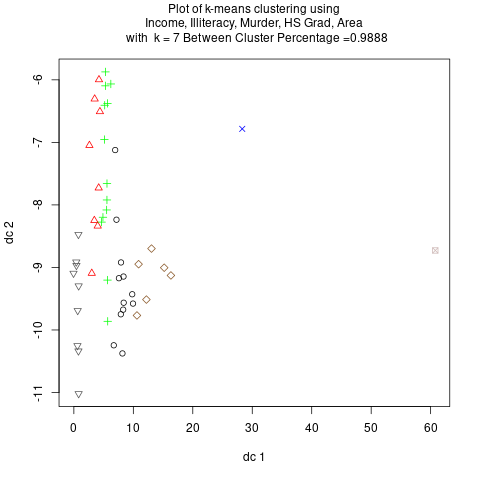 Plot of k-means clustering using
Income, Illiteracy, Murder, HS Grad, Area
with  k = 7 Between Cluster Percentage =0.9888
-6
-7
-8
-9
-10
-11
dc 2
0
10
20
30
40
50
60
dc 1